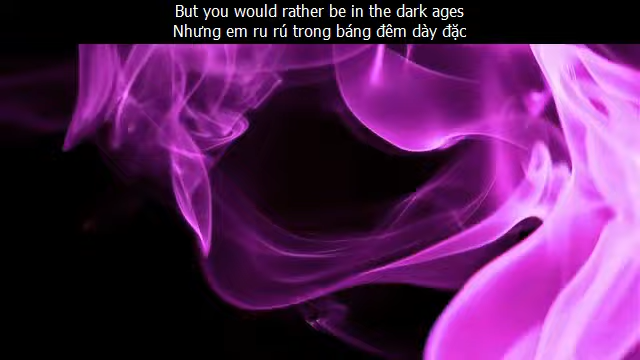 But you would rather be in the dark ages
Nhưng em ru rú trong báng đêm dày đặc